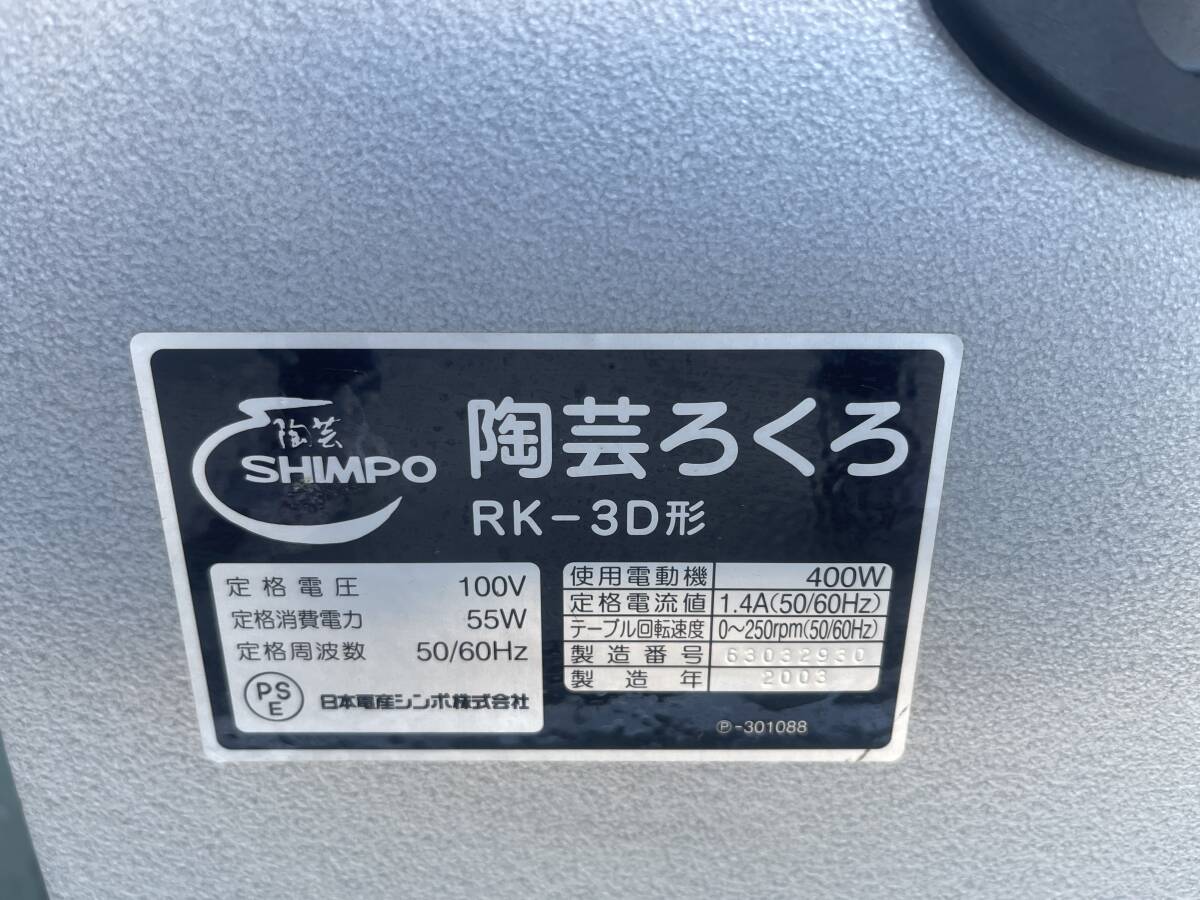 陶芸
SHIMPO
陶芸ろくろ
RK-3D形
定格電圧 100V
定格消費電力 55W
定格周波数 50/60Hz
PSE
日本電産シンポ株式会社
使用電動機 400W
定格電流値 1.4A(50/60Hz)
テーブル回転速度 0〜250rpm(50/60Hz)
製造番号 63032930
製造年 2003
Ⓟ-301088